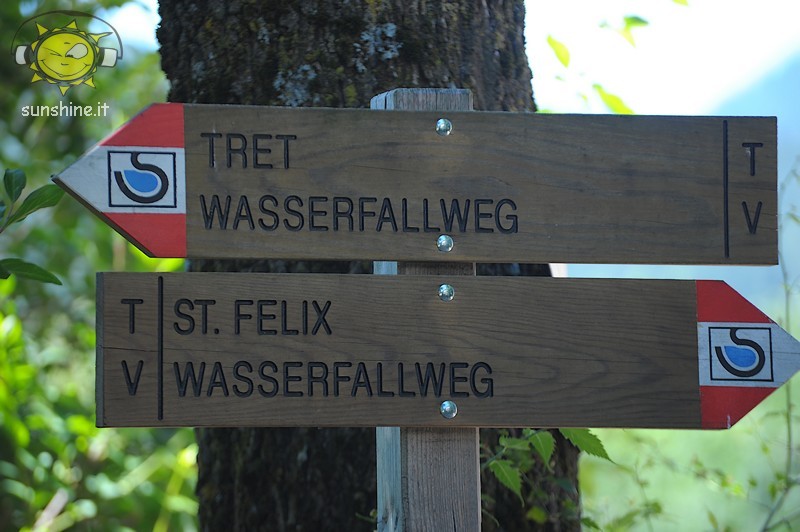 sunshine.it
TRET
WASSERFALLWEG
T
V
T
V
ST. FELIX
WASSERFALLWEG